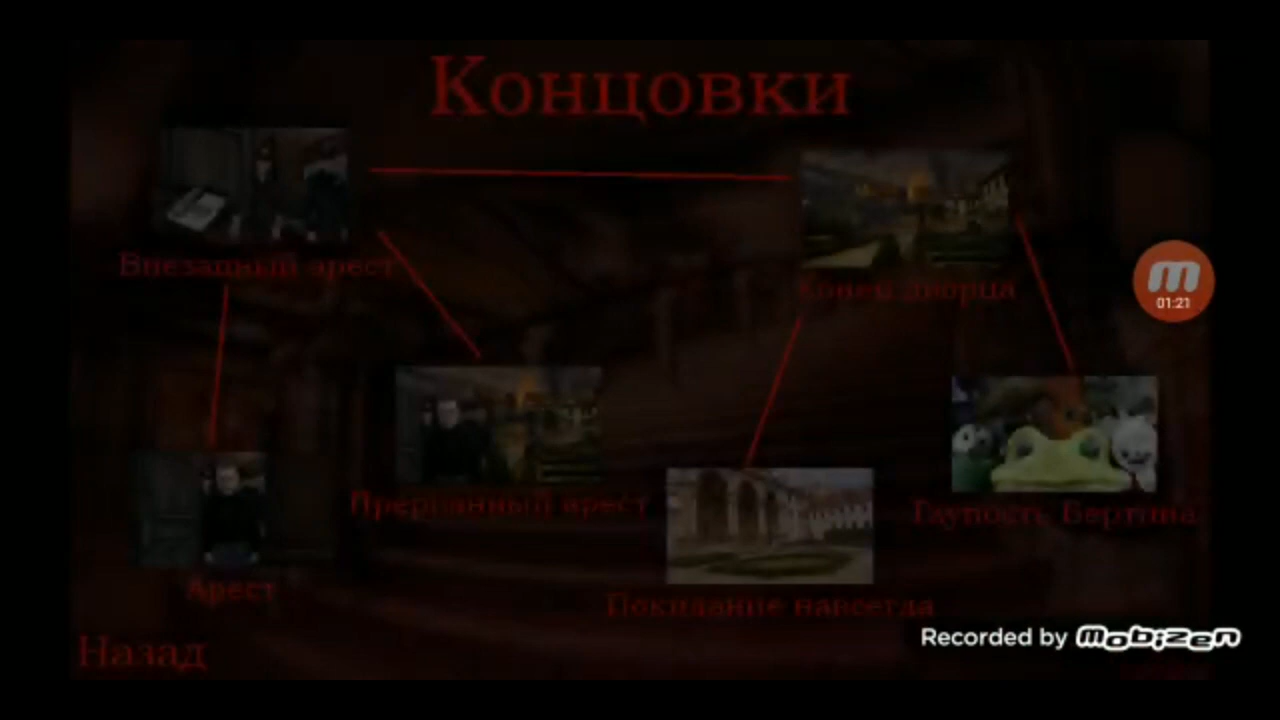 Концовки
Внезапный арест
Конец дворца
01:21
Прерванный арест
Глупость Бертина
Арест
Покидание навсегда
Назад
Recorded by mobizen